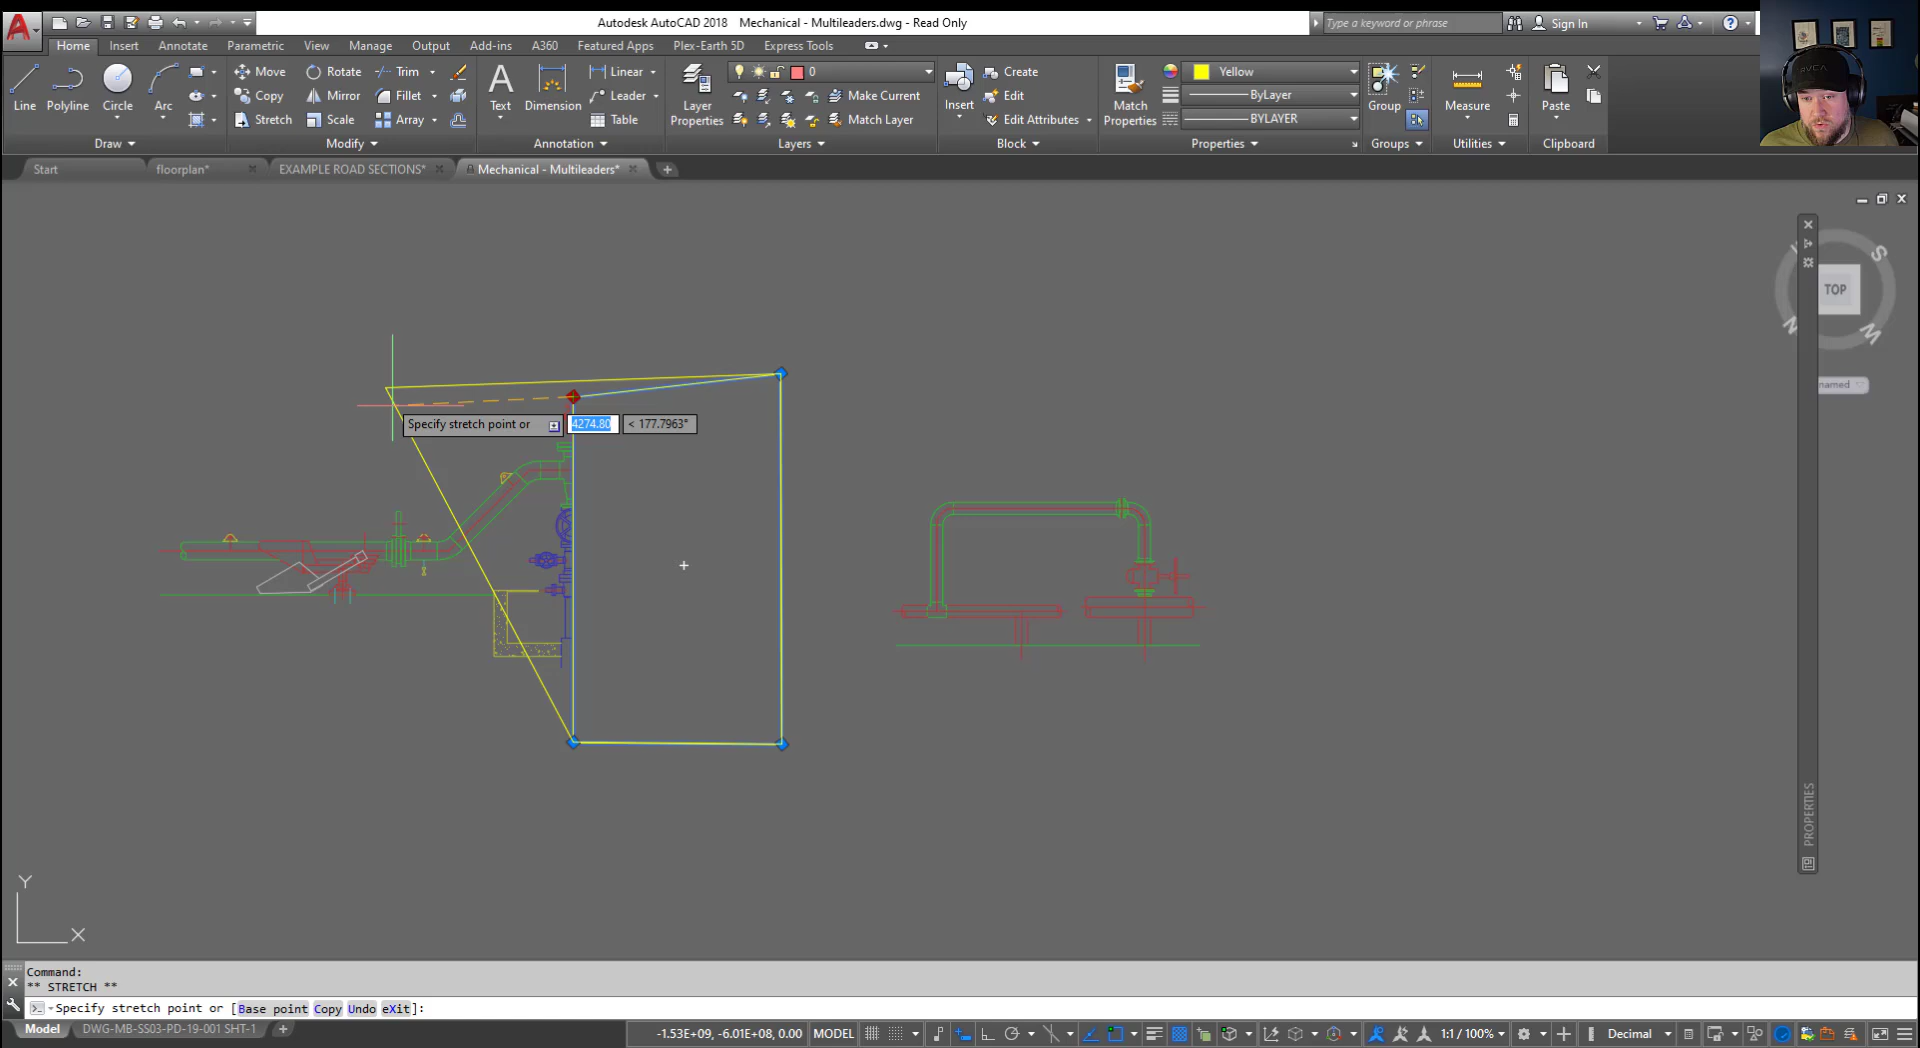 Autodesk AutoCAD 2018 Mechanical - Multileaders.dwg - Read Only
Type a keyword or phrase
Sign In
Home Insert Annotate Parametric View Manage Output Add-ins A360 Featured Apps Plex-Earth 5D Express Tools
Line Polyline Circle Arc
Move Rotate Trim
Copy Mirror Fillet
Stretch Scale Array
Text Dimension
Linear
Leader
Table
Layer Properties
0
Make Current
Match Layer
Insert
Create
Edit
Edit Attributes
Match Properties
Yellow
ByLayer
BYLAYER
Group
Measure
Paste
Draw Modify Annotation Layers Block Properties Groups Utilities Clipboard
Start floorplan* EXAMPLE ROAD SECTIONS* Mechanical - Multileaders*
S
TOP
N
M
named
Specify stretch point or 4274.80 < 177.7963°
PROPERTIES
Y
X
Command:
** STRETCH **
Specify stretch point or [Base point Copy Undo eXit]:
Model DWG-MB-SS03-PD-19-001 SHT-1
-1.53E+09, -6.01E+08, 0.00 MODEL 1:1 / 100% Decimal